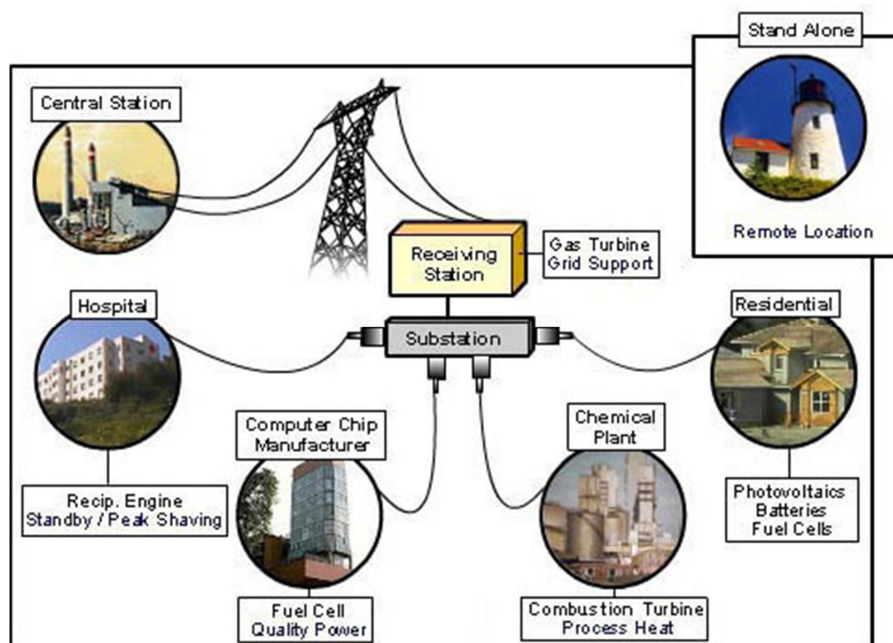 Stand Alone
Central Station
Remote Location
Receiving
Station
Gas Turbine
Grid Support
Hospital
Substation
Residential
Computer Chip
Manufacturer
Chemical
Plant
Recip. Engine
Standby / Peak Shaving
Photovoltaics
Batteries
Fuel Cells
Fuel Cell
Quality Power
Combustion Turbine
Process Heat